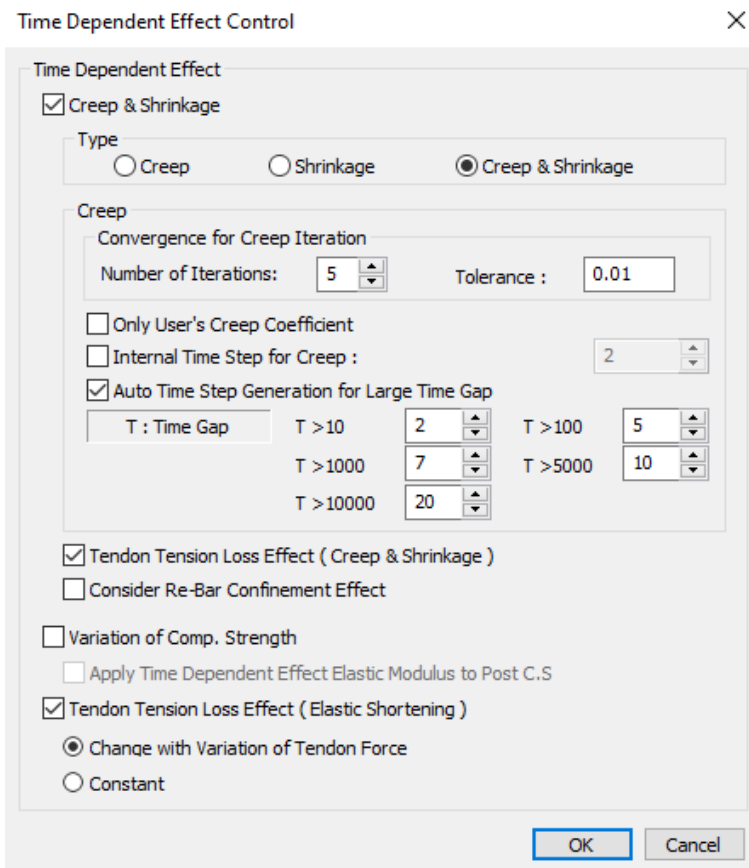 Time Dependent Effect Control
Time Dependent Effect
Creep & Shrinkage
Type
Creep Shrinkage Creep & Shrinkage
Creep
Convergence for Creep Iteration
Number of Iterations: 5 Tolerance : 0.01
Only User's Creep Coefficient
Internal Time Step for Creep : 2
Auto Time Step Generation for Large Time Gap
T : Time Gap T >10 2 T >100 5
T >1000 7 T >5000 10
T >10000 20
Tendon Tension Loss Effect ( Creep & Shrinkage )
Consider Re-Bar Confinement Effect
Variation of Comp. Strength
Apply Time Dependent Effect Elastic Modulus to Post C.S
Tendon Tension Loss Effect ( Elastic Shortening )
Change with Variation of Tendon Force
Constant
OK Cancel